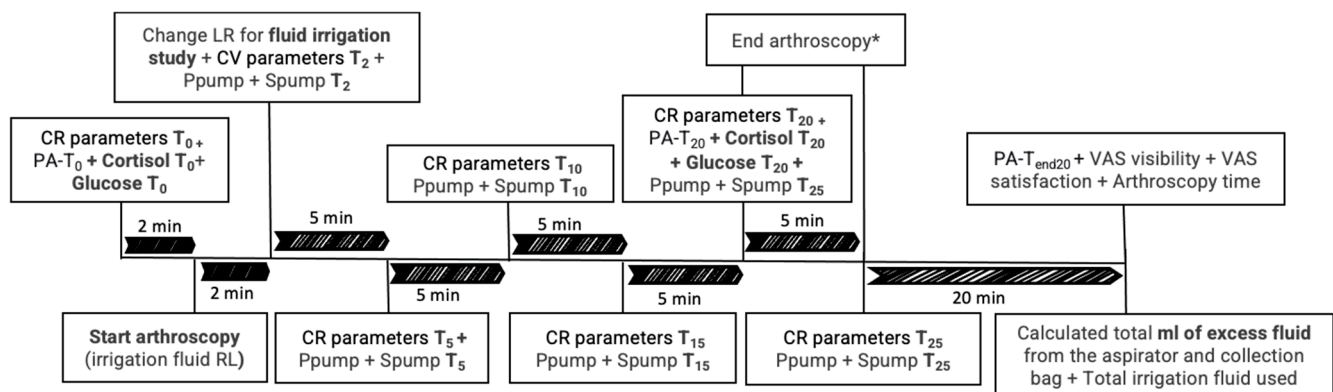 Change LR for fluid irrigation
study + CV parameters T2 +
Ppump + Spump T2
End arthroscopy*
CR parameters T0 +
PA-T0 + Cortisol T0+
Glucose T0
CR parameters T10
Ppump + Spump T10
CR parameters T20 +
PA-T20 + Cortisol T20
+ Glucose T20 +
Ppump + Spump T25
PA-Tend20 + VAS visibility + VAS
satisfaction + Arthroscopy time
2 min
5 min
5 min
5 min
2 min
5 min
5 min
20 min
Start arthroscopy
(irrigation fluid RL)
CR parameters T5 +
Ppump + Spump T5
CR parameters T15
Ppump + Spump T15
CR parameters T25
Ppump + Spump T25
Calculated total ml of excess fluid
from the aspirator and collection
bag + Total irrigation fluid used